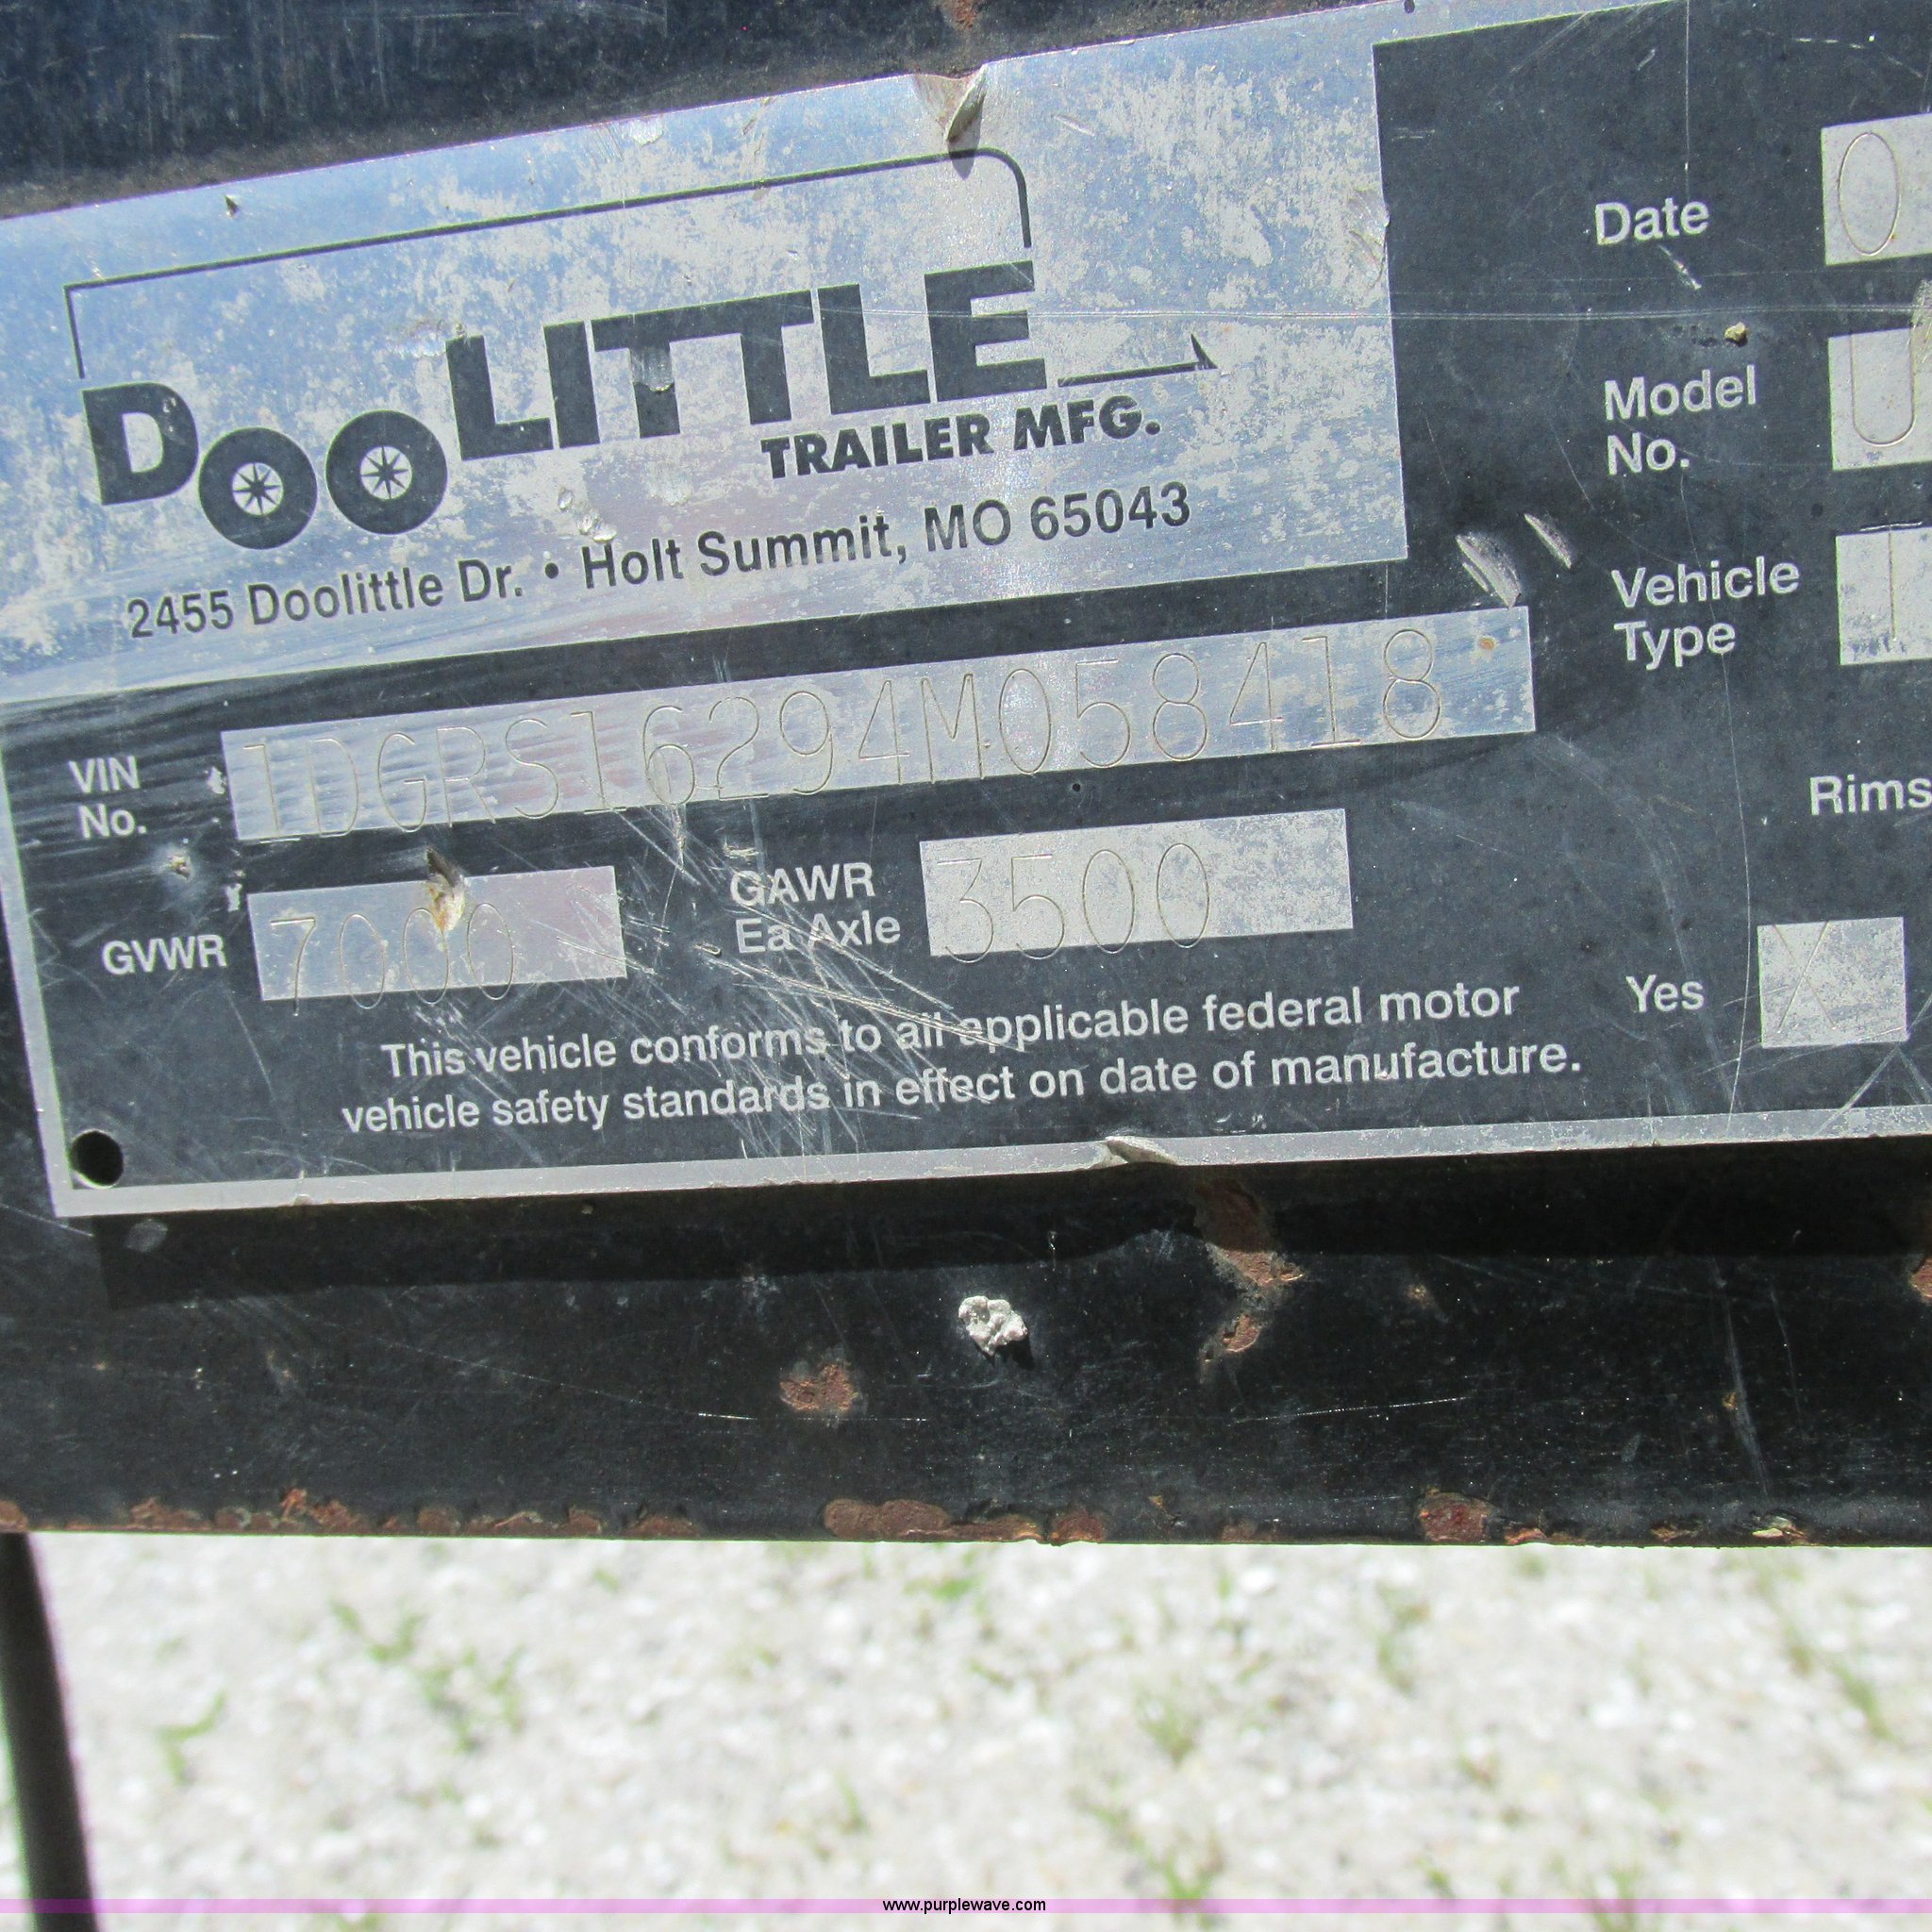 DOOLITTLE
TRAILER MFG.
2455 Doolittle Dr. • Holt Summit, MO 65043
VIN No. 1DGRS16294M058418
GVWR 7000
GAWR Ea Axle 3500
This vehicle conforms to all applicable federal motor
vehicle safety standards in effect on date of manufacture.
Date 0
Model No. U
Vehicle Type T
Rims
Yes X
www.purplewave.com